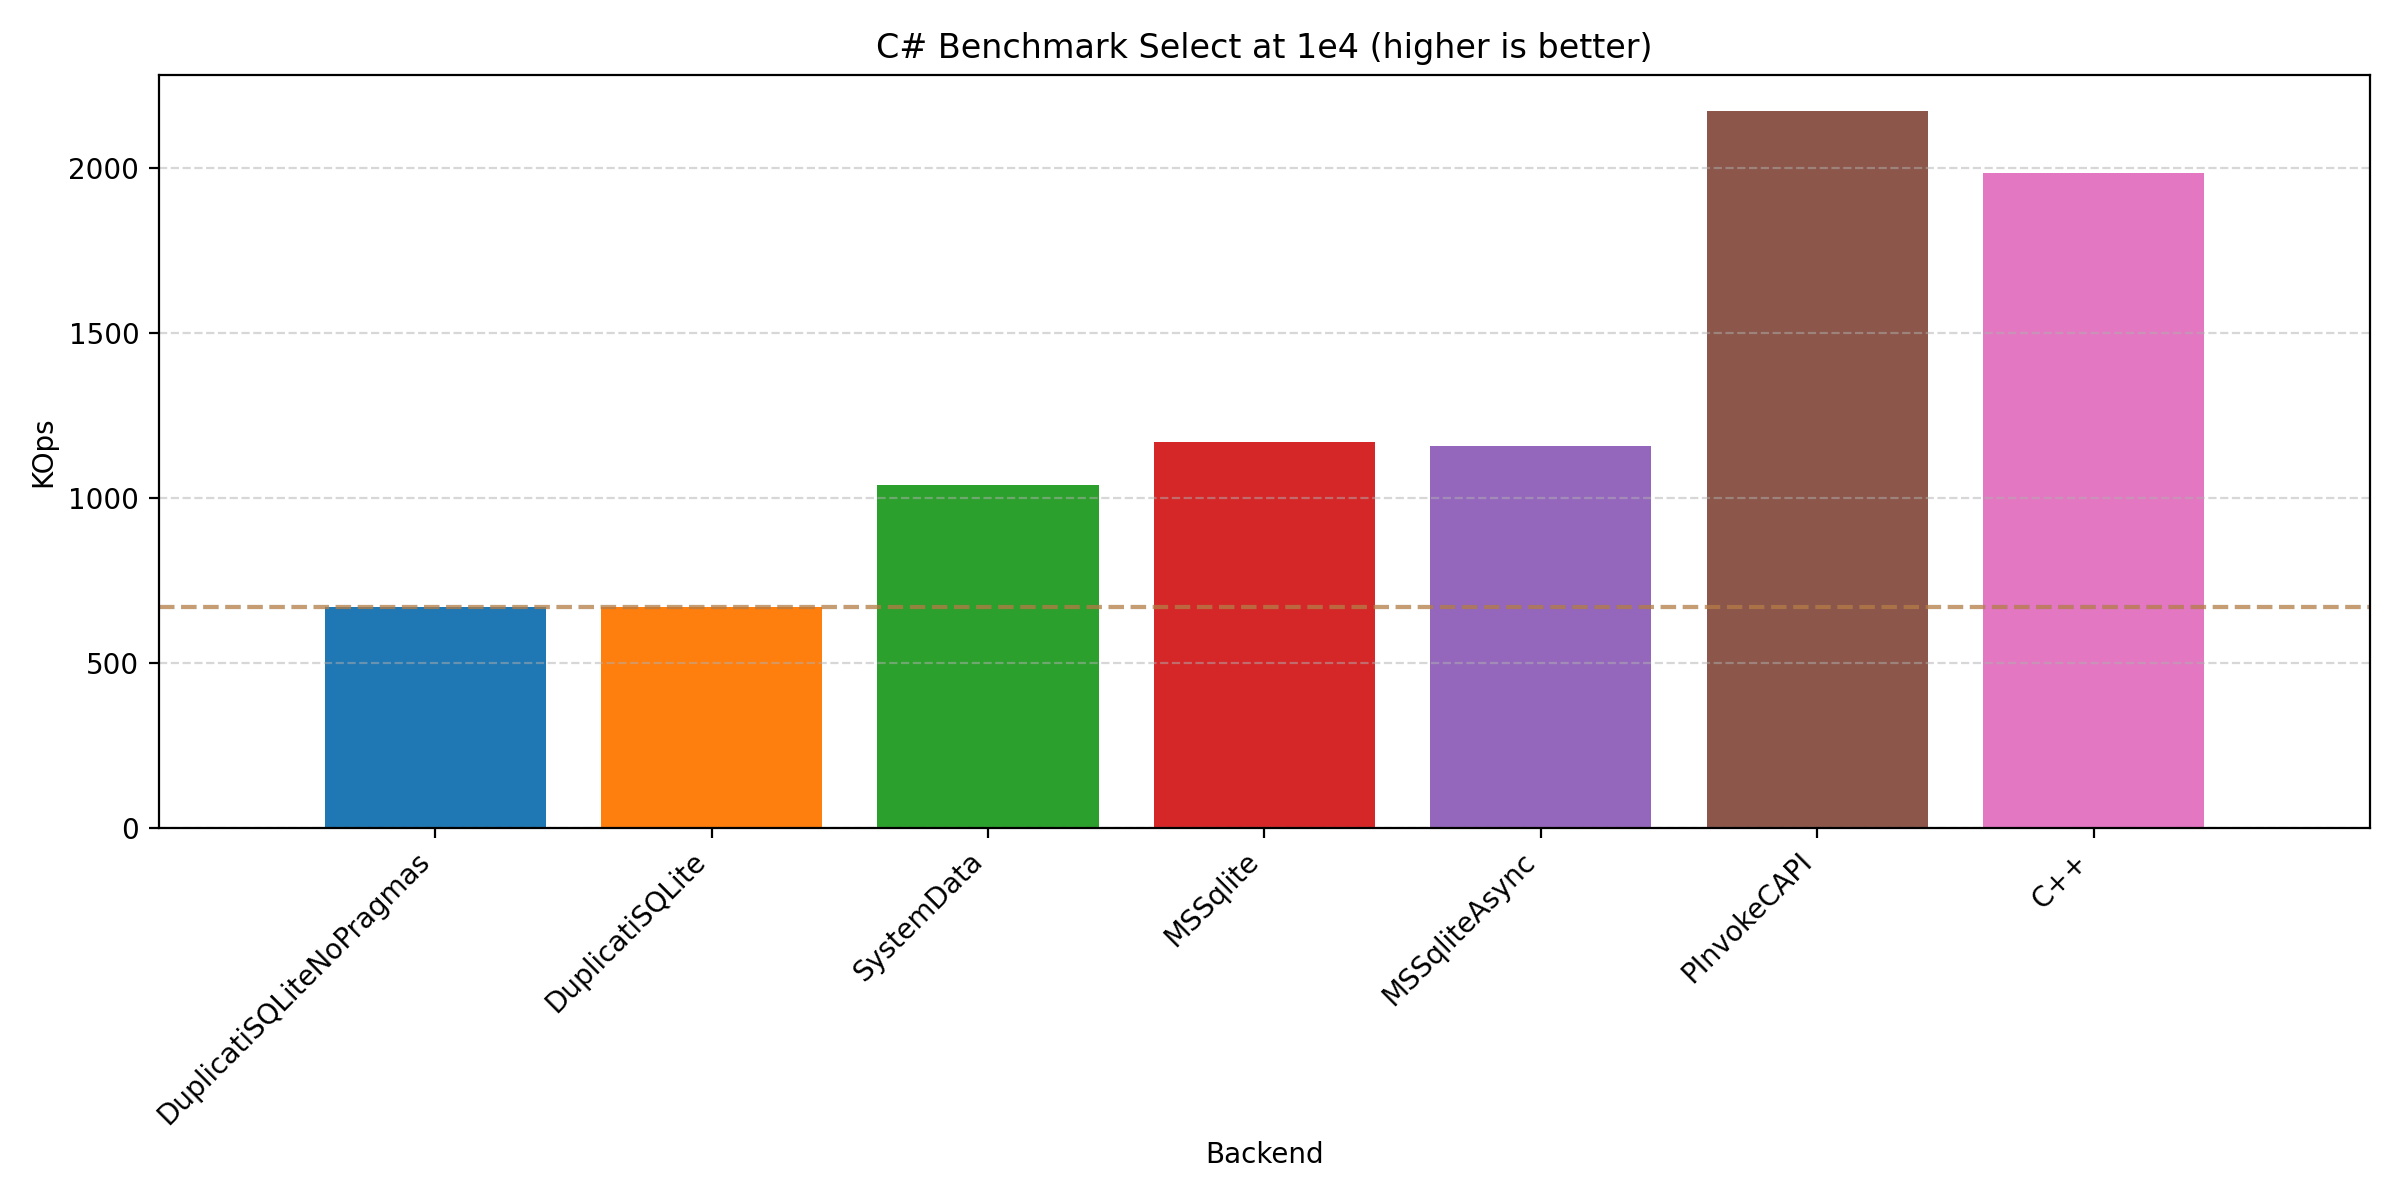 C# Benchmark Select at 1e4 (higher is better)
KOps
2000
1500
1000
500
0
DuplicatiSQLiteNoPragmas
DuplicatiSQLite
SystemData
MSSqlite
MSSqliteAsync
PInvokeCAPI
C++
Backend